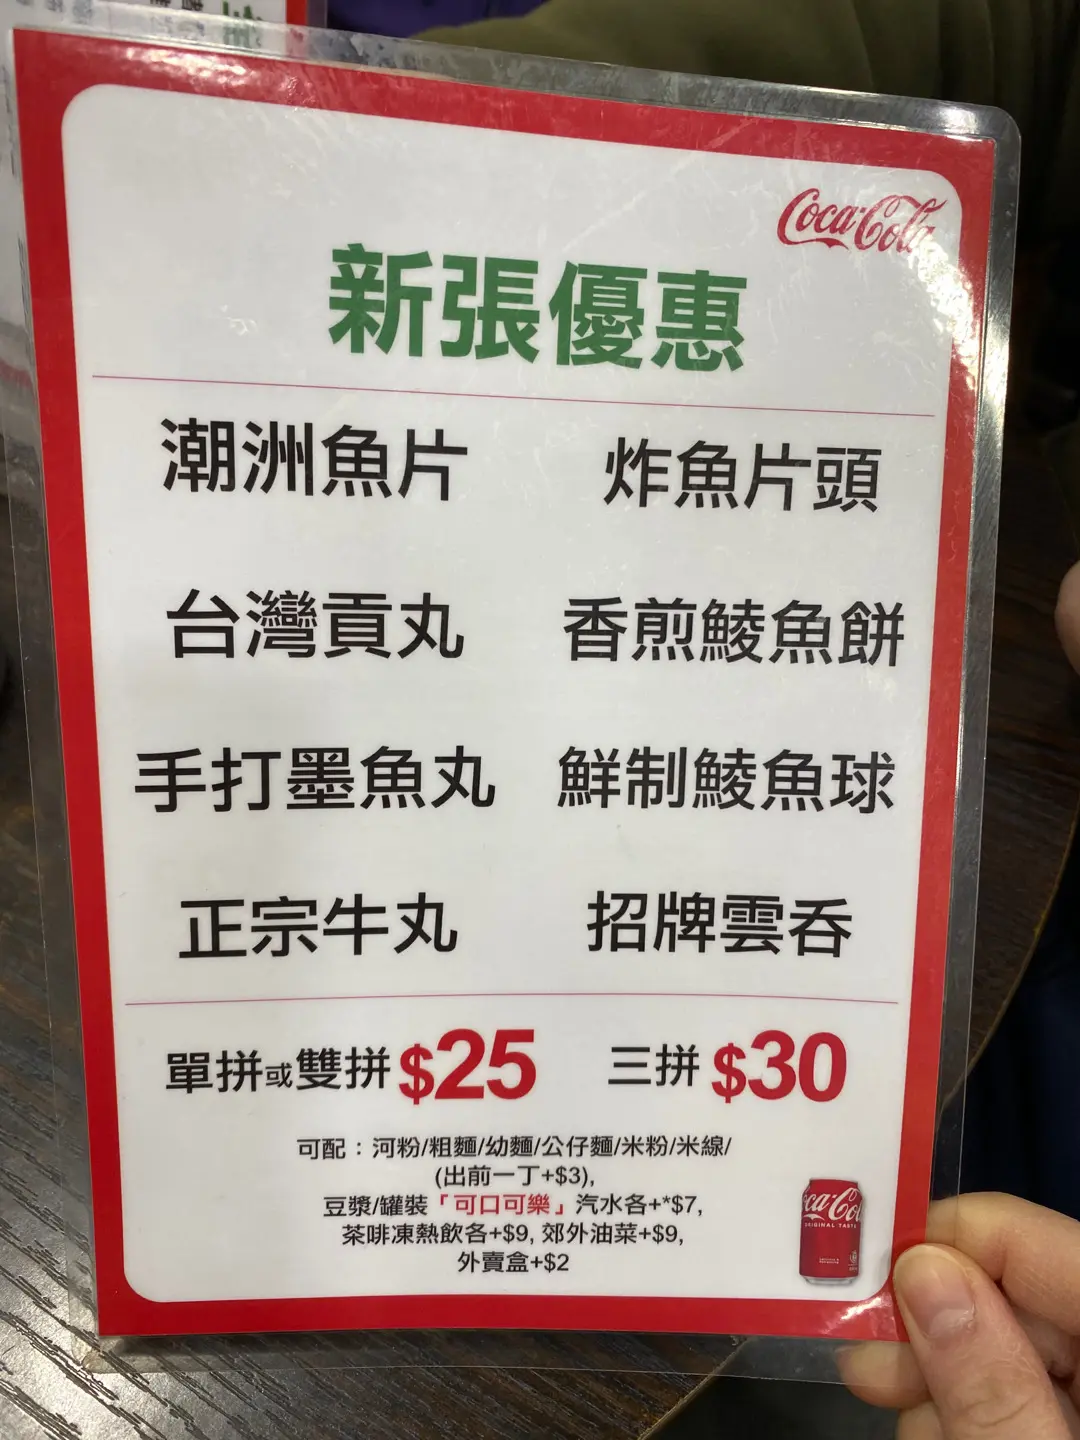 Coca-Cola
新張優惠
潮洲魚片 炸魚片頭
台灣貢丸 香煎鯪魚餅
手打墨魚丸 鮮制鯪魚球
正宗牛丸 招牌雲吞
單拼或雙拼 $25 三拼 $30
可配：河粉/粗麵/幼麵/公仔麵/米粉/米線/
(出前一丁+$3),
豆漿/罐裝「可口可樂」汽水各+*$7,
茶啡凍熱飲各+$9, 郊外油菜+$9,
外賣盒+$2
Coca-Col
ORIGINAL TASTE